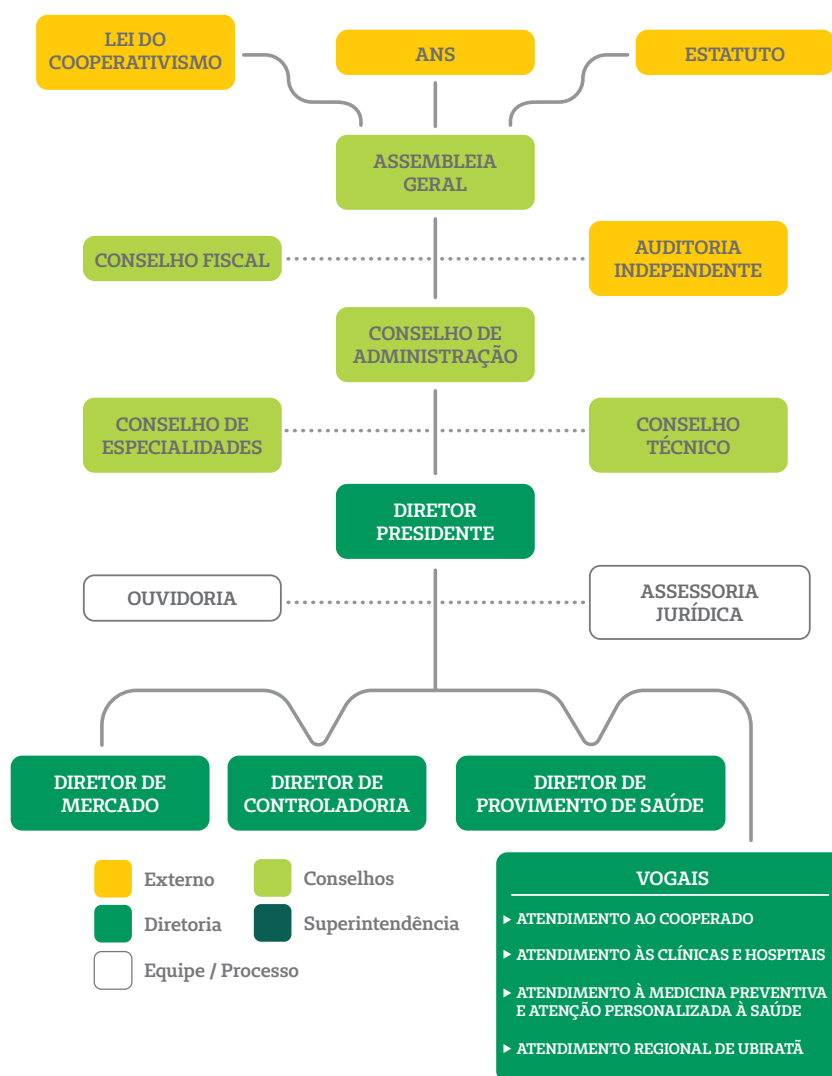 LEI DO
COOPERATIVISMO
ANS
ESTATUTO
ASSEMBLEIA
GERAL
CONSELHO FISCAL
AUDITORIA
INDEPENDENTE
CONSELHO DE
ADMINISTRAÇÃO
CONSELHO DE
ESPECIALIDADES
CONSELHO
TÉCNICO
DIRETOR
PRESIDENTE
OUVIDORIA
ASSESSORIA
JURÍDICA
DIRETOR DE
MERCADO
DIRETOR DE
CONTROLADORIA
DIRETOR DE
PROVIMENTO DE SAÚDE
Externo
Conselhos
Diretoria
Superintendência
Equipe / Processo
VOGAIS
▶ ATENDIMENTO AO COOPERADO
▶ ATENDIMENTO ÀS CLÍNICAS E HOSPITAIS
▶ ATENDIMENTO À MEDICINA PREVENTIVA
E ATENÇÃO PERSONALIZADA À SAÚDE
▶ ATENDIMENTO REGIONAL DE UBIRATÃ